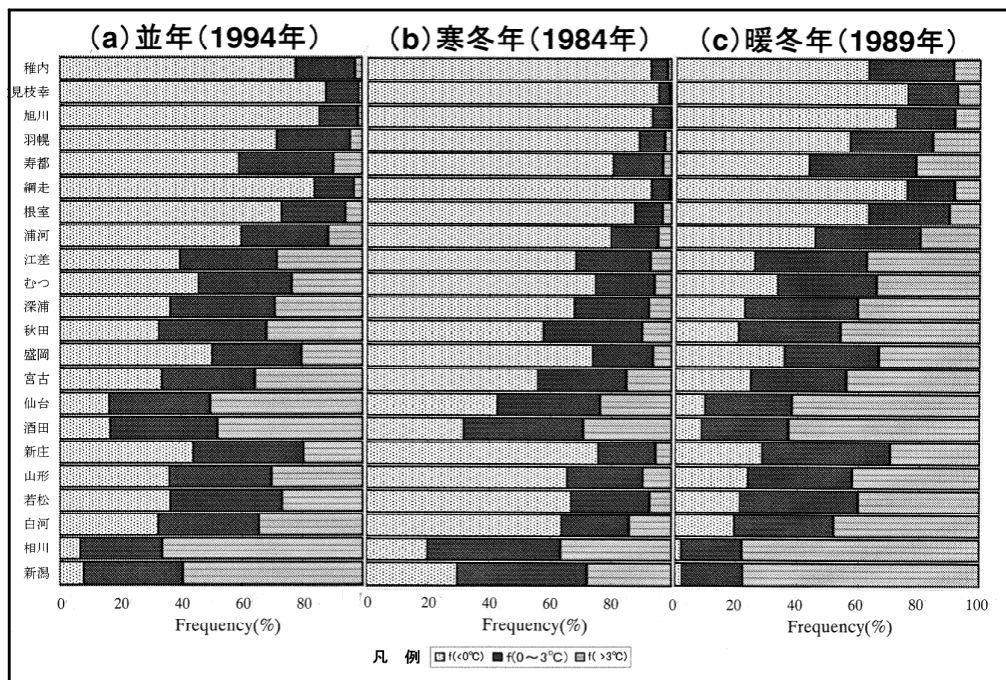 (a)並年(1994年)
(b)寒冬年(1984年)
(c)暖冬年(1989年)
稚内
見枝幸
旭川
羽幌
寿都
網走
根室
浦河
江差
むつ
深浦
秋田
盛岡
宮古
仙台
酒田
新庄
山形
若松
白河
相川
新潟
0 20 40 60 80
0 20 40 60 80
0 20 40 60 80 100
Frequency(%)
Frequency(%)
Frequency(%)
凡 例 f(<0℃) f(0～3℃) f(>3℃)